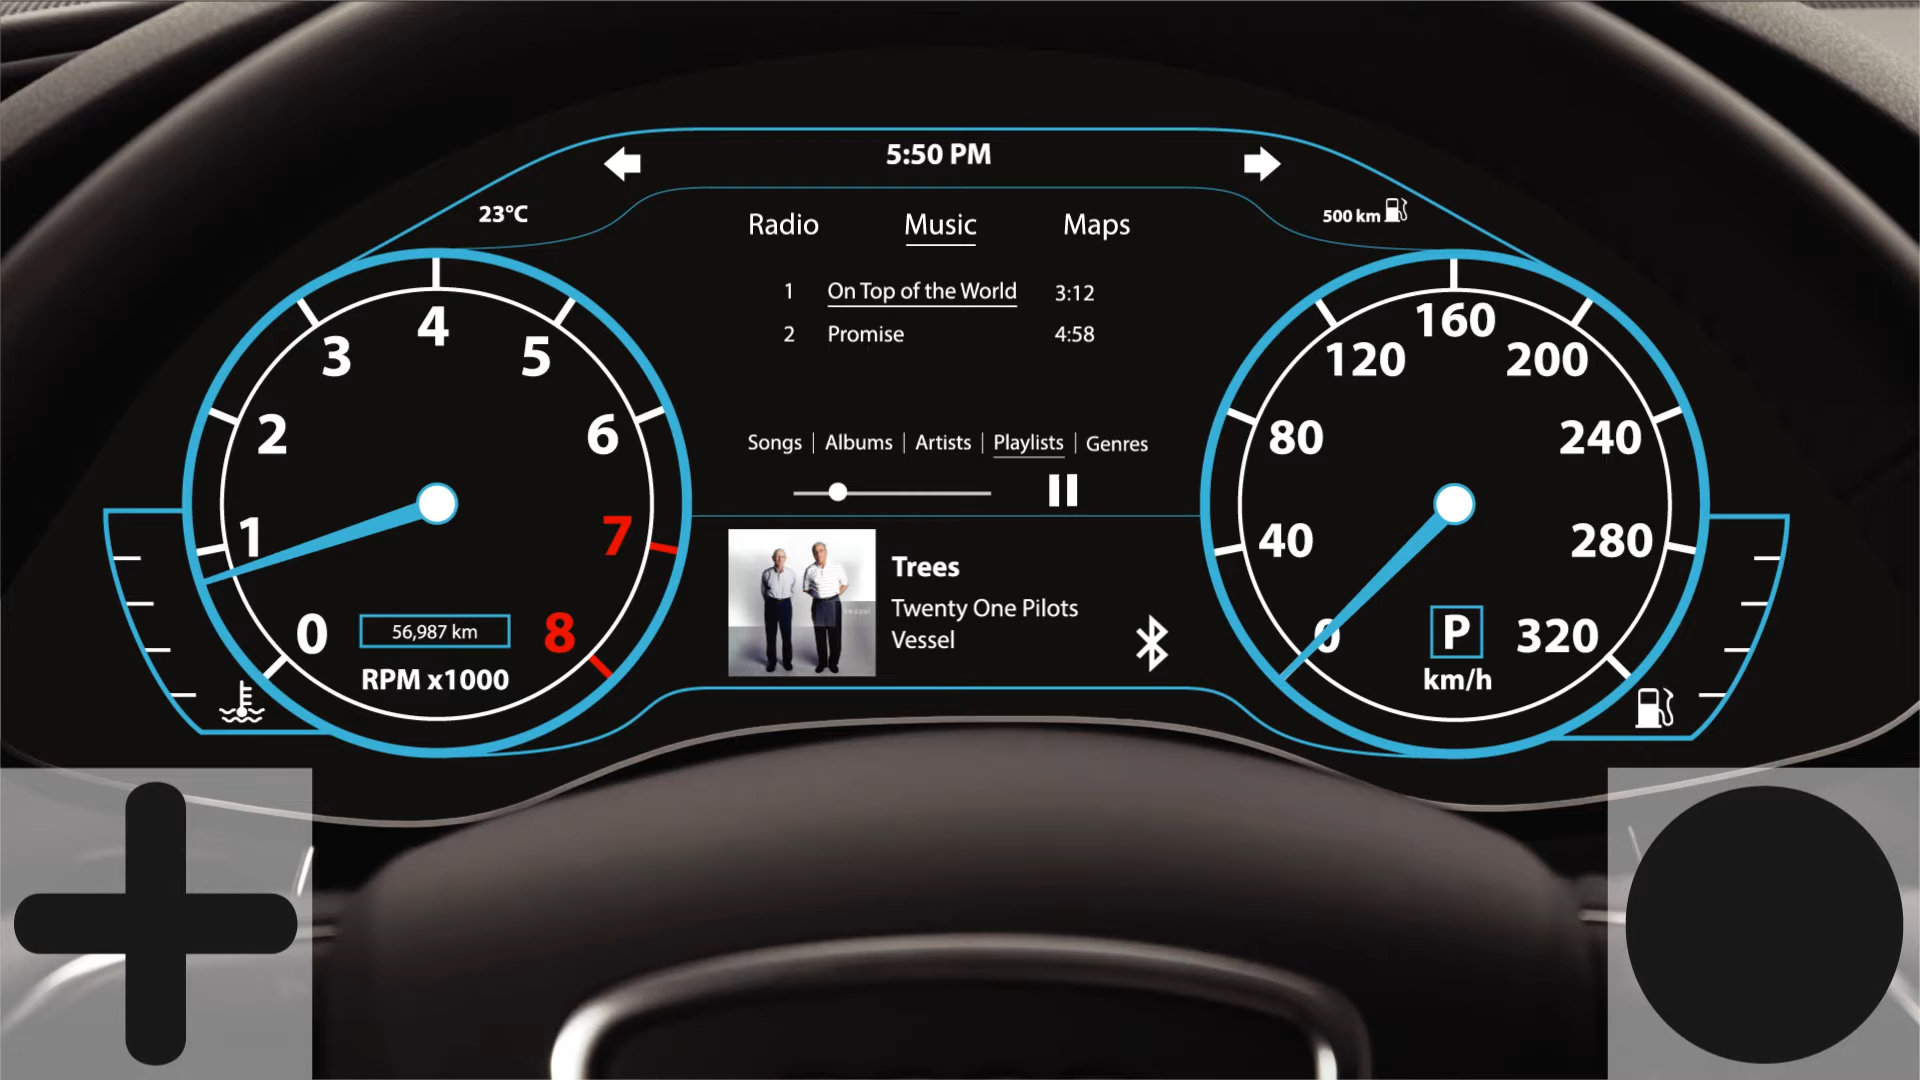 5:50 PM
23°C
500 km
Radio Music Maps
1 On Top of the World 3:12
2 Promise 4:58
Songs | Albums | Artists | Playlists | Genres
0
1
2
3
4
5
6
7
8
56,987 km
RPM x1000
Trees
Twenty One Pilots
Vessel
0
40
80
120
160
200
240
280
320
P
km/h